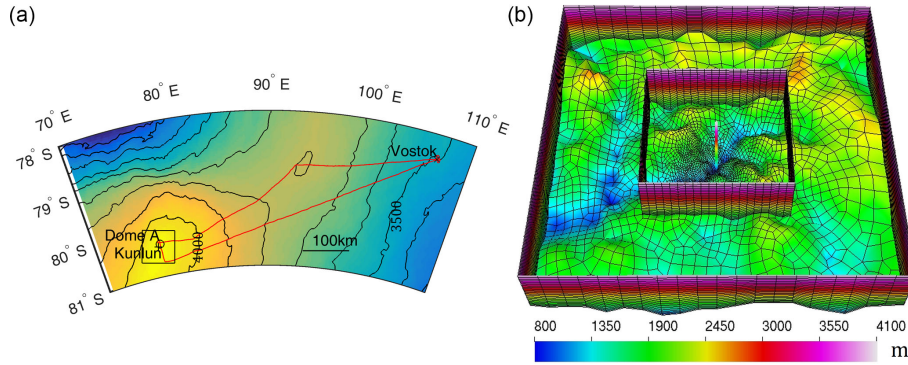 (a)
(b)
70° E
80° E
90° E
100° E
110° E
78° S
79° S
80° S
81° S
Vostok
Dome A
Kunlun
4000
3500
100km
800 1350 1900 2450 3000 3550 4100
m